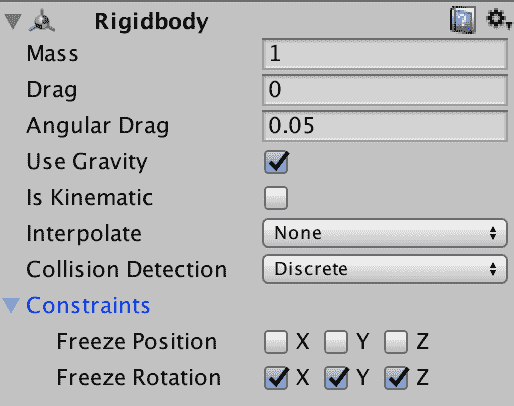 Rigidbody
Mass 1
Drag 0
Angular Drag 0.05
Use Gravity
Is Kinematic
Interpolate None
Collision Detection Discrete
Constraints
Freeze Position X Y Z
Freeze Rotation X Y Z